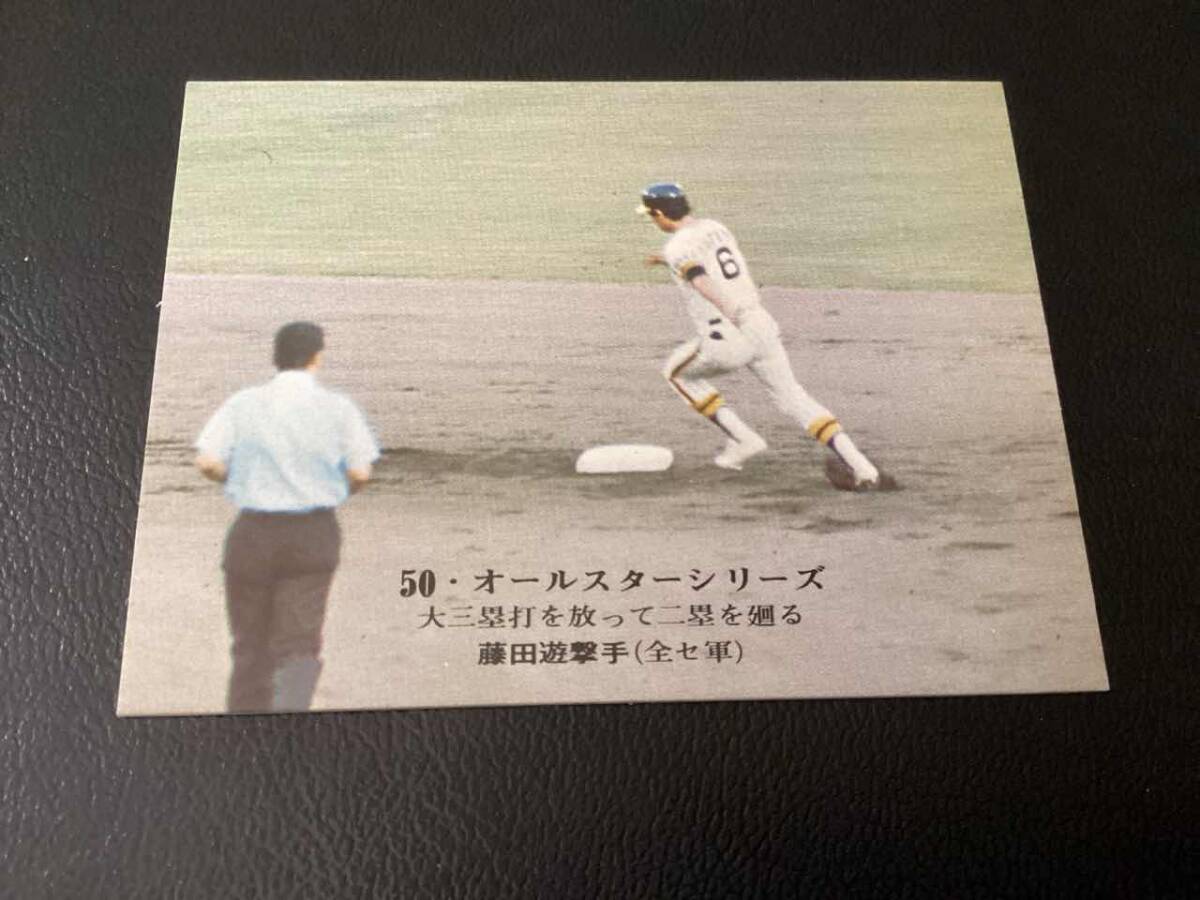 6
50・オールスターシリーズ
大三塁打を放って二塁を廻る
藤田遊撃手(全セ軍)